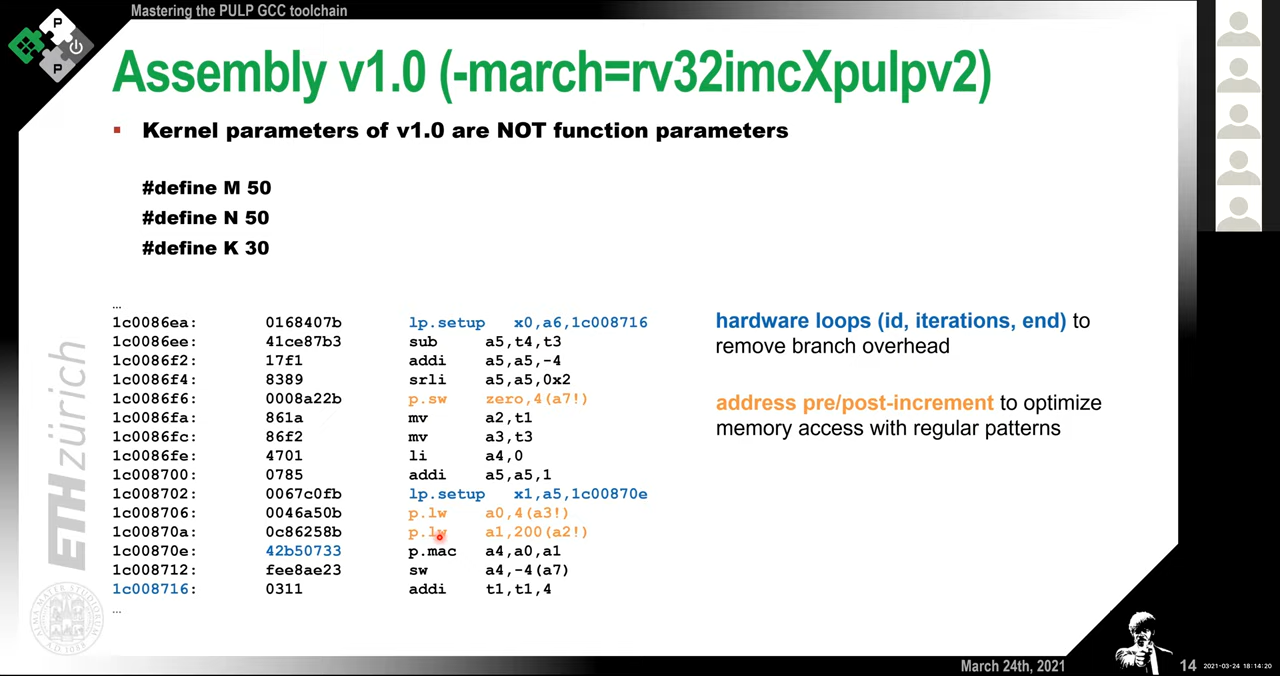 Mastering the PULP GCC toolchain
P
P
Assembly v1.0 (-march=rv32imcXpulpv2)
Kernel parameters of v1.0 are NOT function parameters
#define M 50
#define N 50
#define K 30
...
1c0086ea: 0168407b lp.setup x0,a6,1c008716
1c0086ee: 41ce87b3 sub a5,t4,t3
1c0086f2: 17f1 addi a5,a5,-4
1c0086f4: 8389 srli a5,a5,0x2
1c0086f6: 0008a22b p.sw zero,4(a7!)
1c0086fa: 861a mv a2,t1
1c0086fc: 86f2 mv a3,t3
1c0086fe: 4701 li a4,0
1c008700: 0785 addi a5,a5,1
1c008702: 0067c0fb lp.setup x1,a5,1c00870e
1c008706: 0046a50b p.lw a0,4(a3!)
1c00870a: 0c86258b p.lw a1,200(a2!)
1c00870e: 42b50733 p.mac a4,a0,a1
1c008712: fee8ae23 sw a4,-4(a7)
1c008716: 0311 addi t1,t1,4
...
hardware loops (id, iterations, end) to
remove branch overhead
address pre/post-increment to optimize
memory access with regular patterns
ETH zürich
ALMA MATER STUDIORUM
A.D. 1088
March 24th, 2021
14
2021-03-24 18:14:20